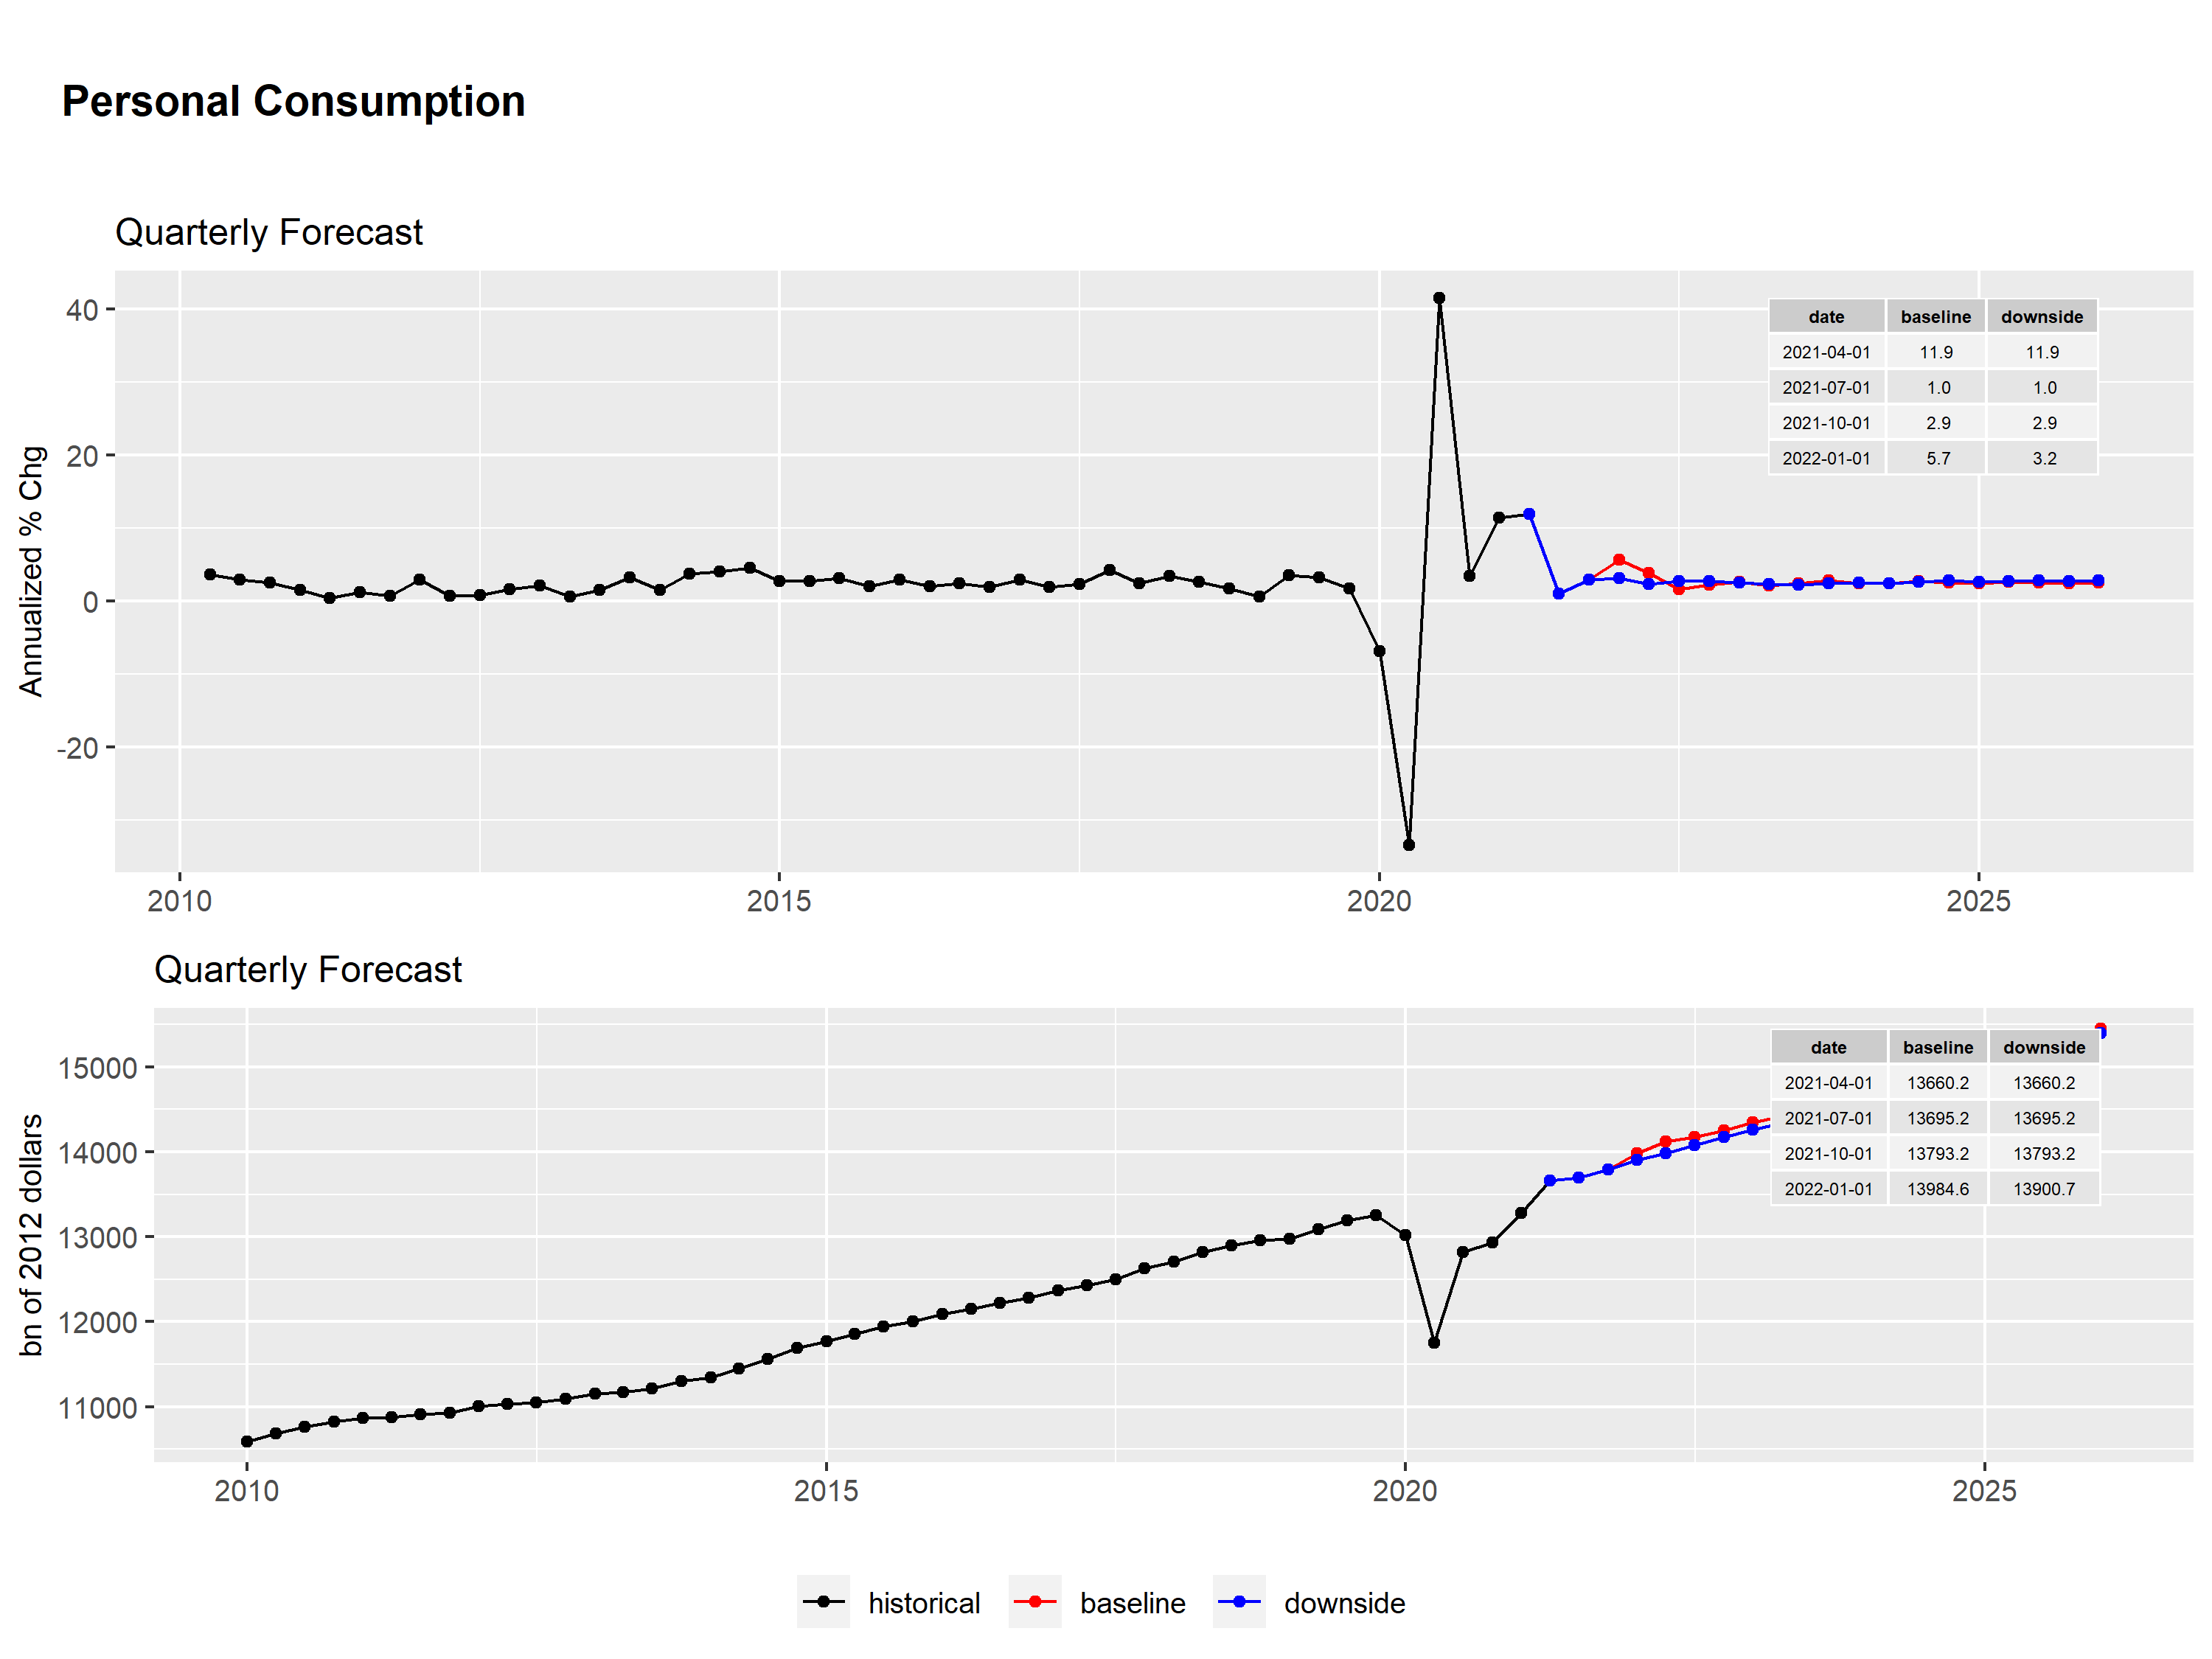 Personal Consumption
Quarterly Forecast
Annualized % Chg
40
20
0
-20
date baseline downside
2021-04-01 11.9 11.9
2021-07-01 1.0 1.0
2021-10-01 2.9 2.9
2022-01-01 5.7 3.2
2010 2015 2020 2025
Quarterly Forecast
bn of 2012 dollars
15000
14000
13000
12000
11000
date baseline downside
2021-04-01 13660.2 13660.2
2021-07-01 13695.2 13695.2
2021-10-01 13793.2 13793.2
2022-01-01 13984.6 13900.7
2010 2015 2020 2025
historical baseline downside